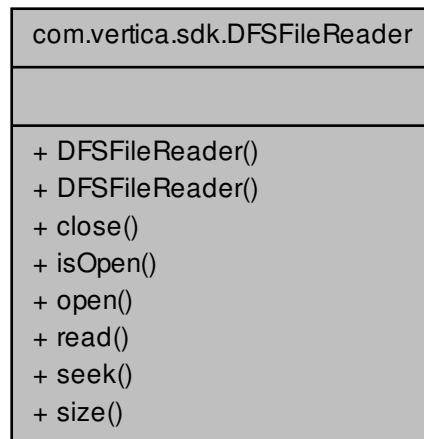 com.vertica.sdk.DFSFileReader
+ DFSFileReader()
+ DFSFileReader()
+ close()
+ isOpen()
+ open()
+ read()
+ seek()
+ size()